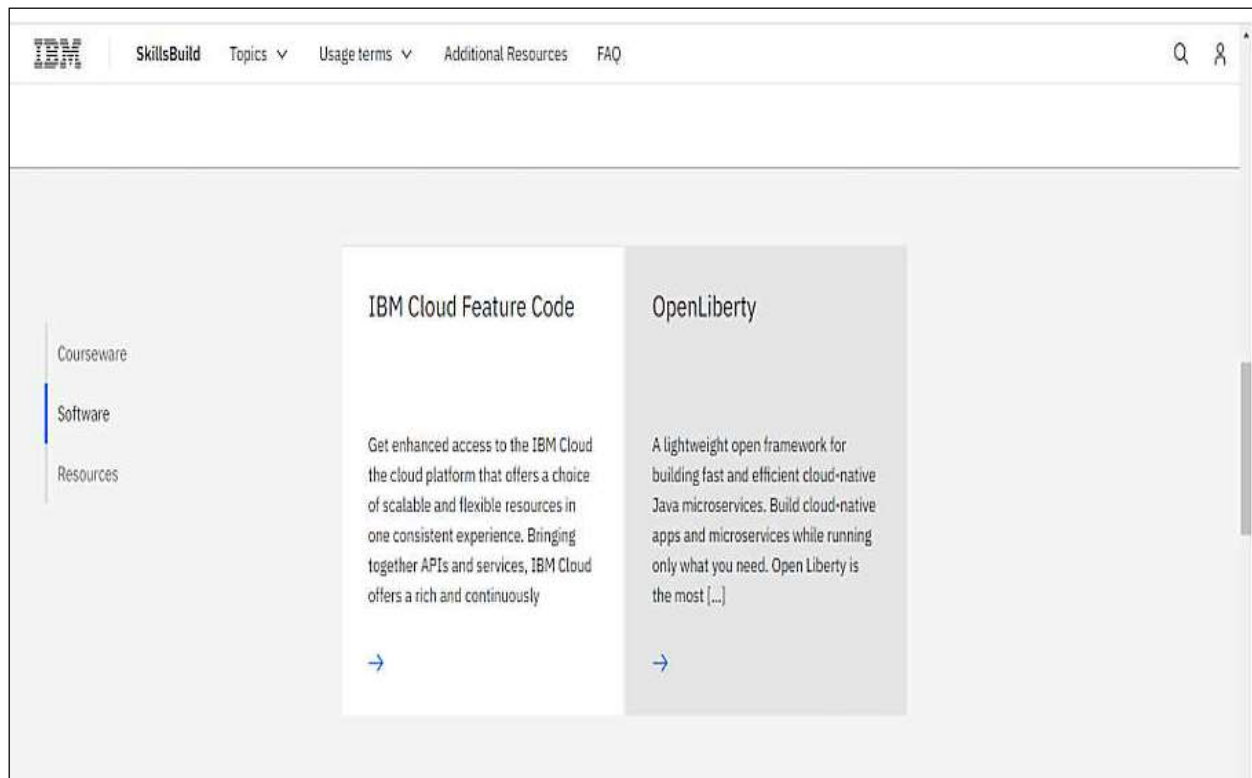 IBM SkillsBuild Topics Usage terms Additional Resources FAQ
Courseware
Software
Resources
IBM Cloud Feature Code
Get enhanced access to the IBM Cloud
the cloud platform that offers a choice
of scalable and flexible resources in
one consistent experience. Bringing
together APIs and services, IBM Cloud
offers a rich and continuously
OpenLiberty
A lightweight open framework for
building fast and efficient cloud-native
Java microservices. Build cloud-native
apps and microservices while running
only what you need. Open Liberty is
the most [...]